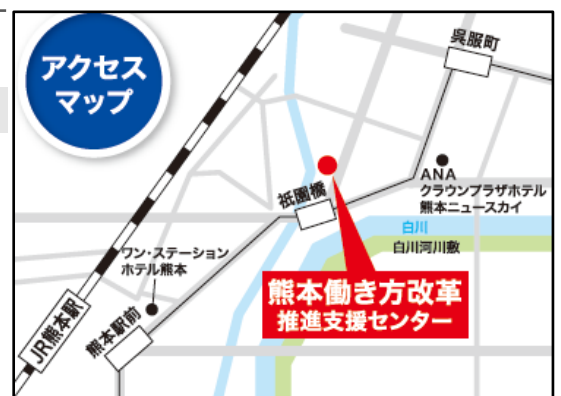 アクセス
マップ
呉服町
ANA
クラウンプラザホテル
熊本ニュースカイ
祇園橋
白川
白川河川敷
ワン・ステーション
ホテル熊本
熊本働き方改革
推進支援センター
JR熊本駅
熊本駅前